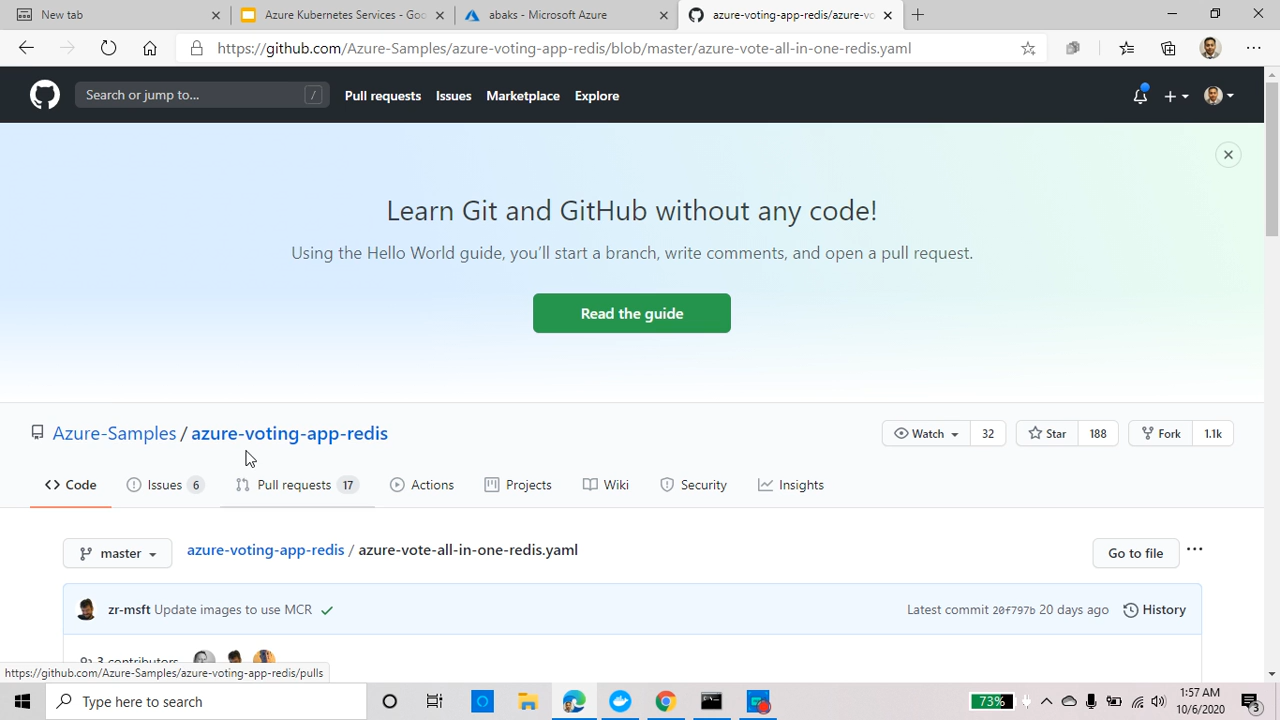 New tab
Azure Kubernetes Services - Goo
abaks - Microsoft Azure
azure-voting-app-redis/azure-vo
https://github.com/Azure-Samples/azure-voting-app-redis/blob/master/azure-vote-all-in-one-redis.yaml
Search or jump to... /
Pull requests Issues Marketplace Explore
Learn Git and GitHub without any code!
Using the Hello World guide, you'll start a branch, write comments, and open a pull request.
Read the guide
Azure-Samples / azure-voting-app-redis
Watch 32 Star 188 Fork 1.1k
Code Issues 6 Pull requests 17 Actions Projects Wiki Security Insights
master azure-voting-app-redis / azure-vote-all-in-one-redis.yaml Go to file
zr-msft Update images to use MCR Latest commit 20f797b 20 days ago History
3 contributors
https://github.com/Azure-Samples/azure-voting-app-redis/pulls
Type here to search
73%
1:57 AM
10/6/2020
3